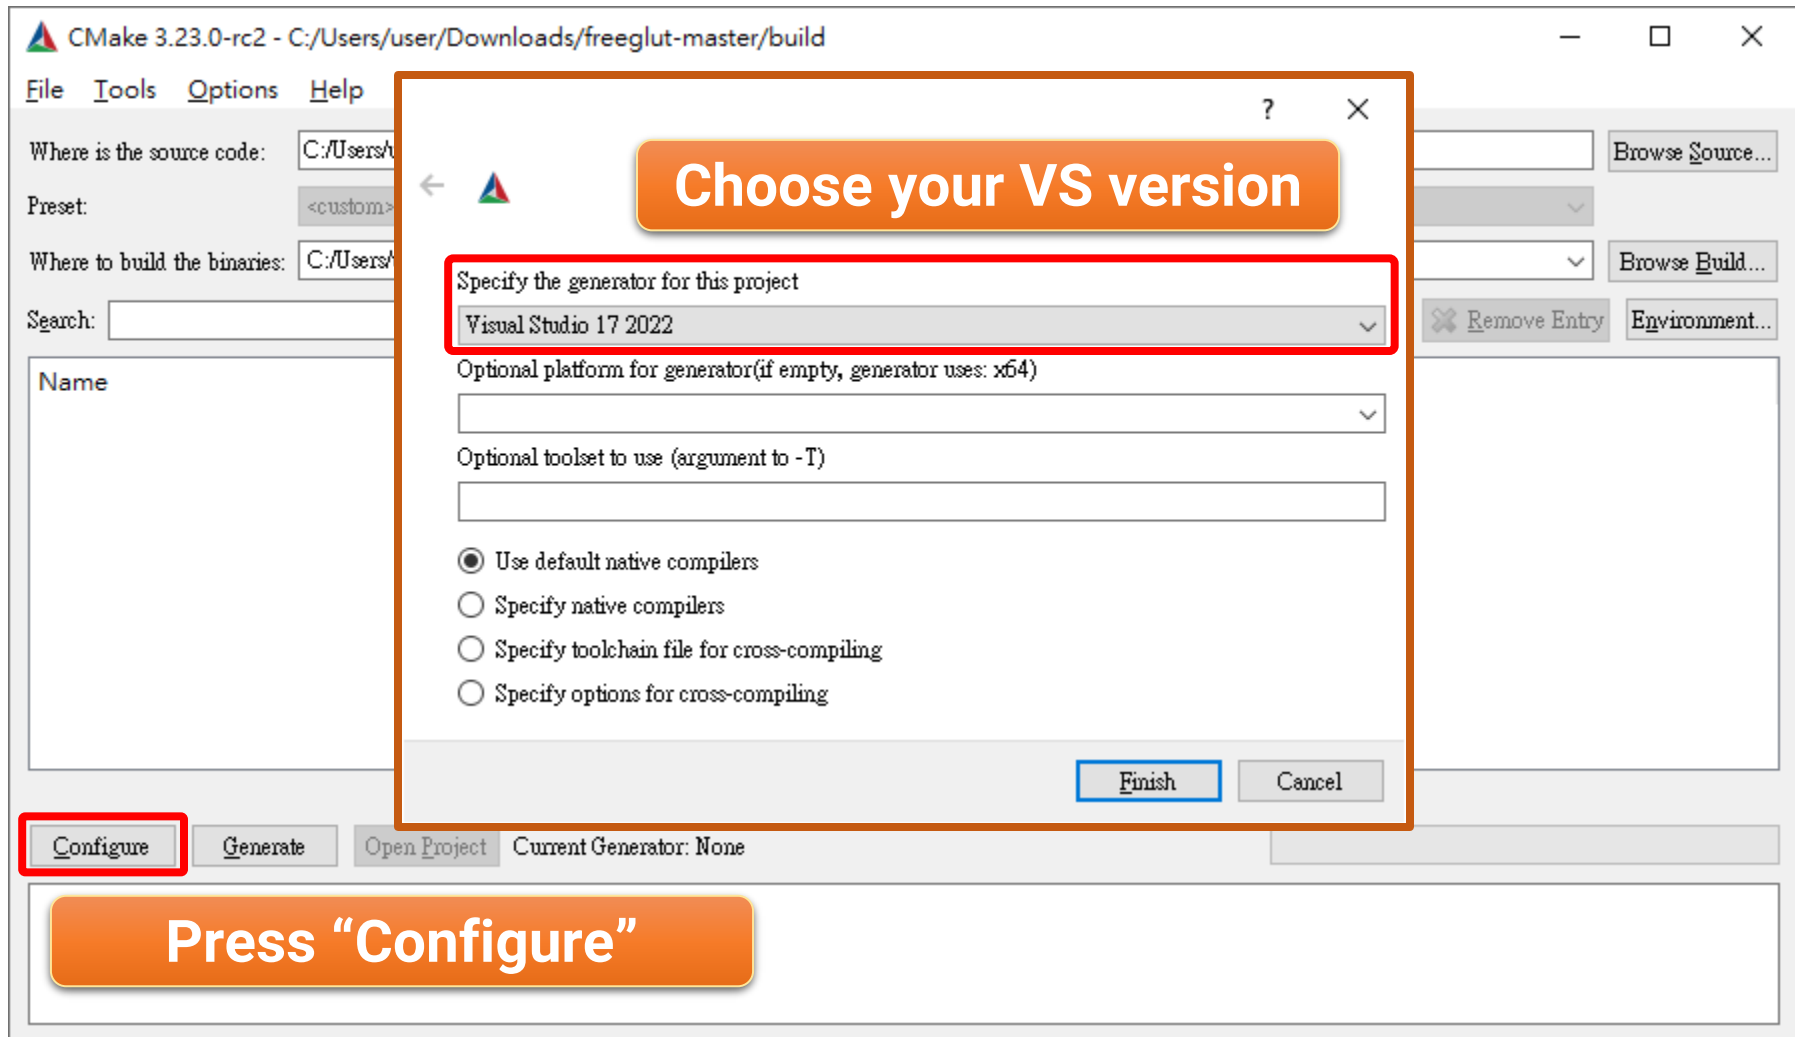 CMake 3.23.0-rc2 - C:/Users/user/Downloads/freeglut-master/build
File Tools Options Help
?
Where is the source code: C:/Users/ Browse Source...
Choose your VS version
Preset: <custom>
Where to build the binaries: C:/Users/ Browse Build...
Specify the generator for this project
Search: Remove Entry Environment...
Visual Studio 17 2022
Optional platform for generator(if empty, generator uses: x64)
Name
Optional toolset to use (argument to -T)
Use default native compilers
Specify native compilers
Specify toolchain file for cross-compiling
Specify options for cross-compiling
Finish Cancel
Configure Generate Open Project Current Generator: None
Press “Configure”